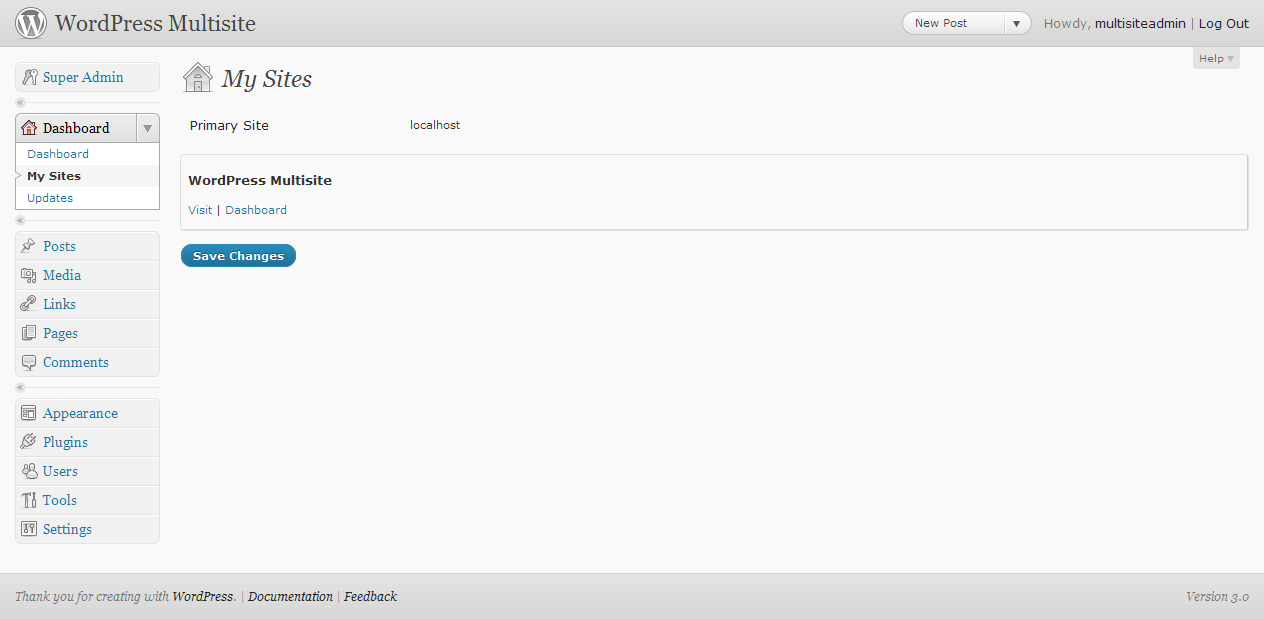 WordPress Multisite
New Post
Howdy, multisiteadmin | Log Out
Help
Super Admin
Dashboard
Dashboard
My Sites
Updates
Posts
Media
Links
Pages
Comments
Appearance
Plugins
Users
Tools
Settings
My Sites
Primary Site localhost
WordPress Multisite
Visit | Dashboard
Save Changes
Thank you for creating with WordPress. | Documentation | Feedback
Version 3.0